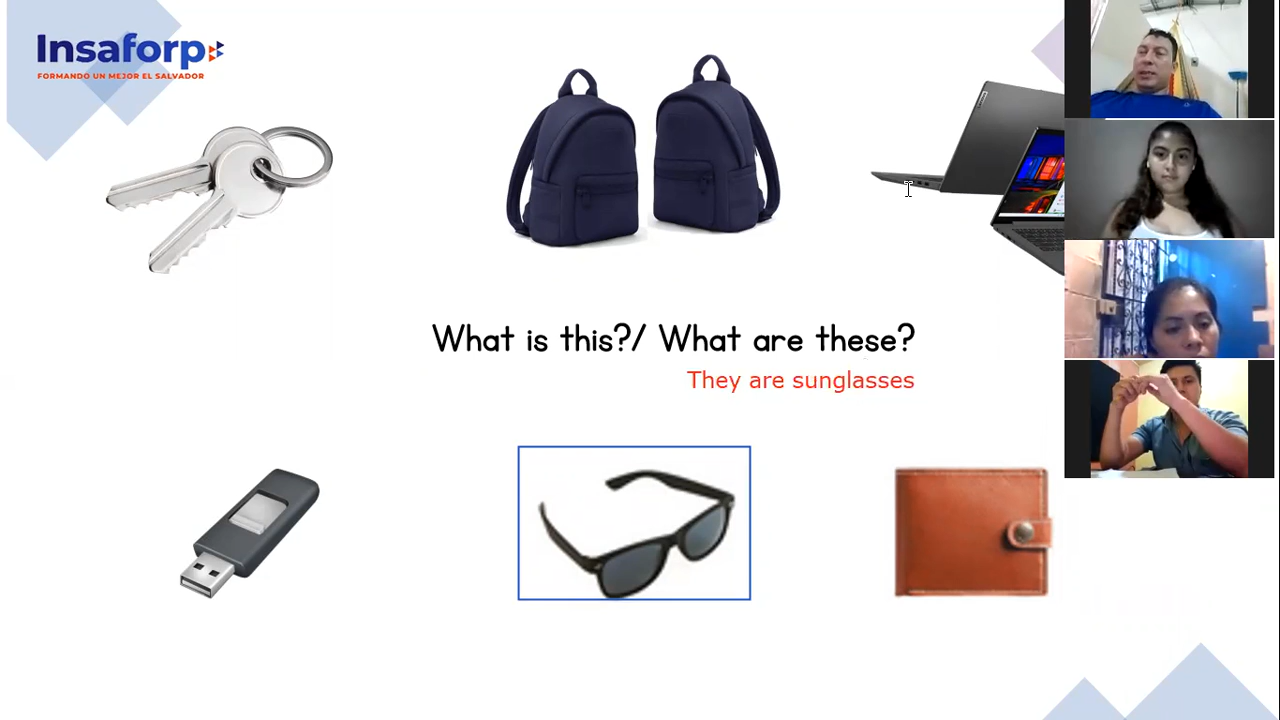 Insaforp
FORMANDO UN MEJOR EL SALVADOR
What is this?/ What are these?
They are sunglasses